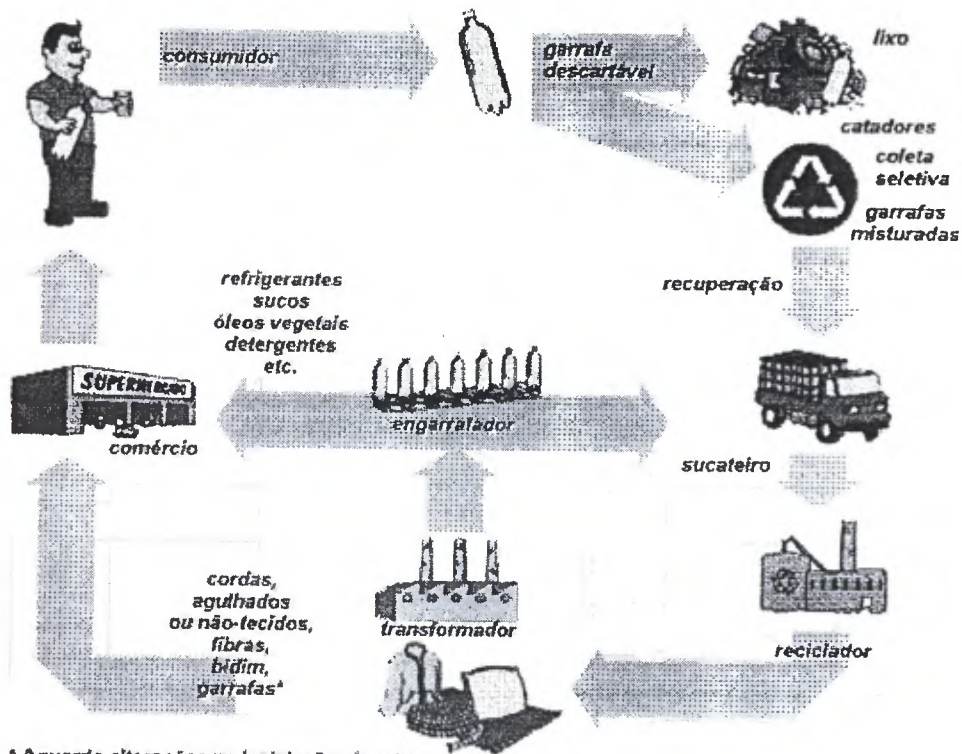 consumidor
garrafa
descartável
lixo
catadores
coleta
seletiva
garrafas
misturadas
recuperação
refrigerantes
sucos
óleos vegetais
detergentes
etc.
SUPERMERCADO
comércio
engarrafador
sucateiro
cordas,
agulhados
ou não-tecidos,
fibras,
bidim,
garrafas*
transformador
reciclador